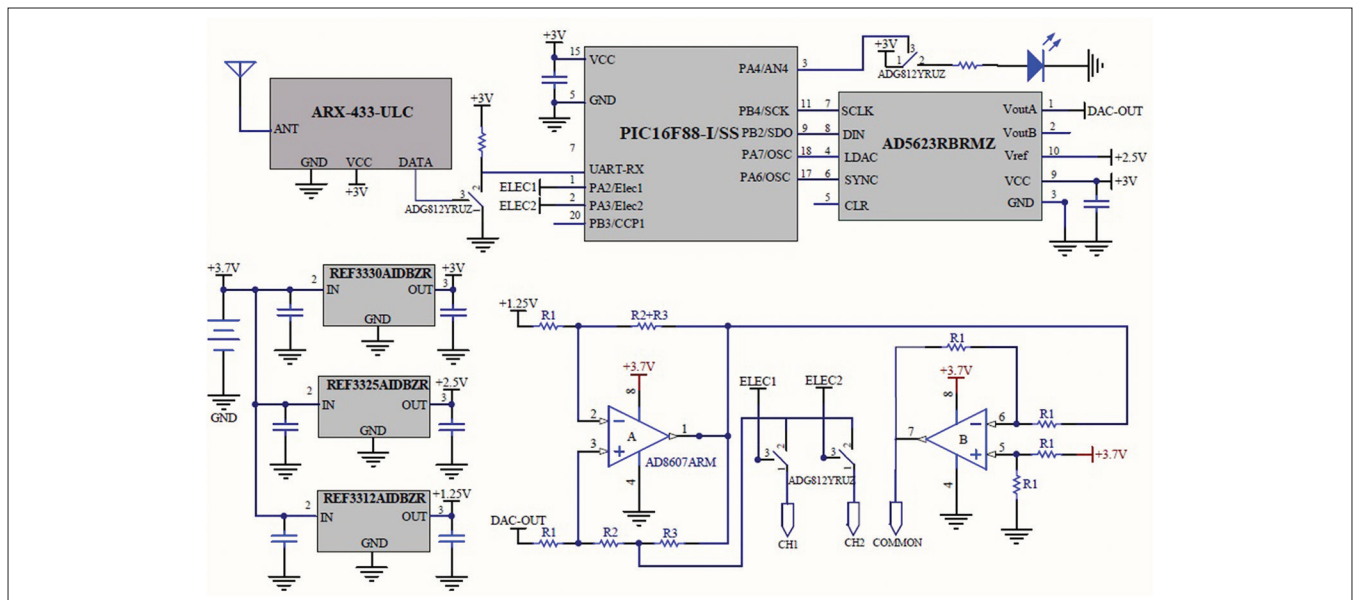 ARX-433-ULC
ANT
GND
VCC
DATA
+3V
+3V
3
2
1
ADG812YRUZ
+3V
15
VCC
5
GND
PIC16F88-I/SS
7
UART-RX
ELEC1
1
PA2/Elec1
ELEC2
2
PA3/Elec2
20
PB3/CCP1
PA4/AN4
3
PB4/SCK
11
PB2/SDO
9
PA7/OSC
18
PA6/OSC
17
+3V
3
1
2
ADG812YRUZ
AD5623RBRMZ
7
SCLK
8
DIN
4
LDAC
6
SYNC
5
CLR
VoutA
1
DAC-OUT
VoutB
2
Vref
10
+2.5V
VCC
9
+3V
GND
3
+3.7V
GND
REF3330AIDBZR
2
IN
OUT
3
+3V
GND
REF3325AIDBZR
2
IN
OUT
3
+2.5V
GND
REF3312AIDBZR
2
IN
OUT
3
+1.25V
GND
+1.25V
R1
R2+R3
+3.7V
8
2
3
A
1
AD8607ARM
4
DAC-OUT
R1
R2
R3
ELEC1
ELEC2
3
2
1
3
2
1
ADG812YRUZ
CH1
CH2
COMMON
R1
+3.7V
8
7
B
6
R1
5
R1
+3.7V
4
R1